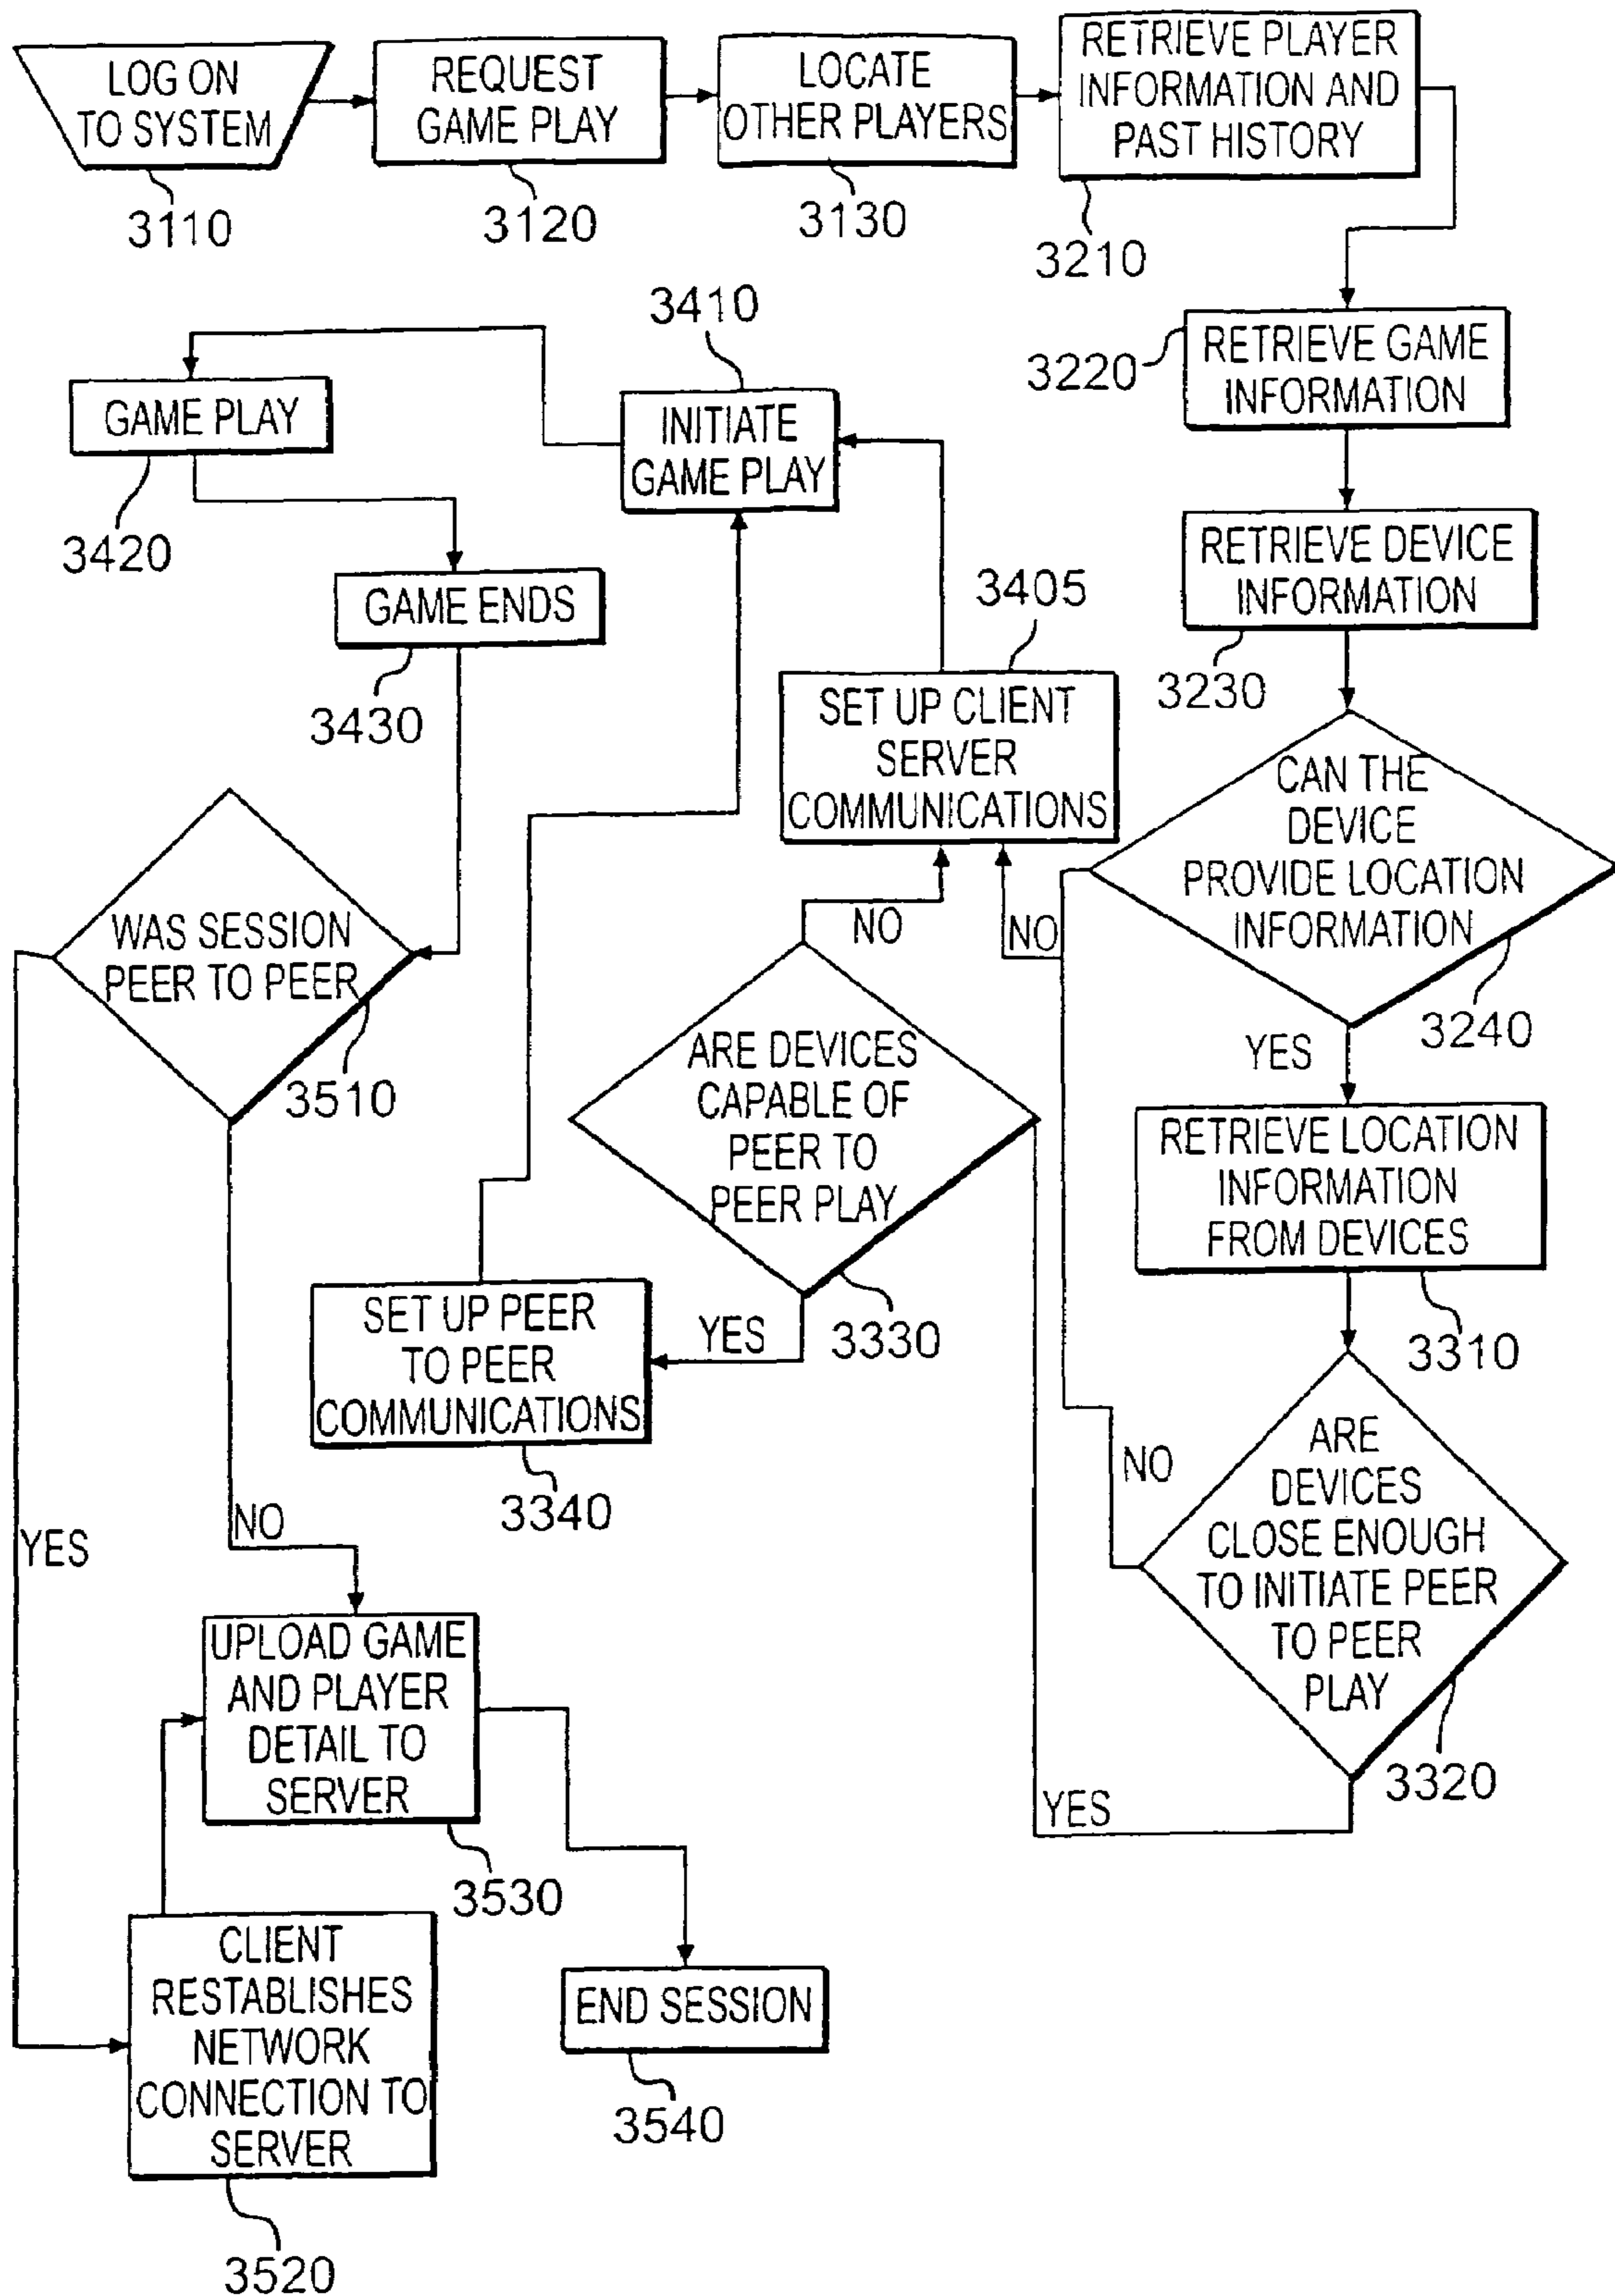 LOG ON
TO SYSTEM
3110
REQUEST
GAME PLAY
3120
LOCATE
OTHER PLAYERS
3130
RETRIEVE PLAYER
INFORMATION AND
PAST HISTORY
3210
RETRIEVE GAME
INFORMATION
3220
RETRIEVE DEVICE
INFORMATION
3230
CAN THE
DEVICE
PROVIDE LOCATION
INFORMATION
3240
NO
YES
RETRIEVE LOCATION
INFORMATION
FROM DEVICES
3310
ARE
DEVICES
CLOSE ENOUGH
TO INITIATE PEER
TO PEER
PLAY
3320
NO
YES
ARE DEVICES
CAPABLE OF
PEER TO
PEER PLAY
3330
NO
YES
SET UP PEER
TO PEER
COMMUNICATIONS
3340
3405
SET UP CLIENT
SERVER
COMMUNICATIONS
3410
INITIATE
GAME PLAY
GAME PLAY
3420
GAME ENDS
3430
WAS SESSION
PEER TO PEER
3510
YES
NO
CLIENT
RESTABLISHES
NETWORK
CONNECTION TO
SERVER
3520
UPLOAD GAME
AND PLAYER
DETAIL TO
SERVER
3530
END SESSION
3540